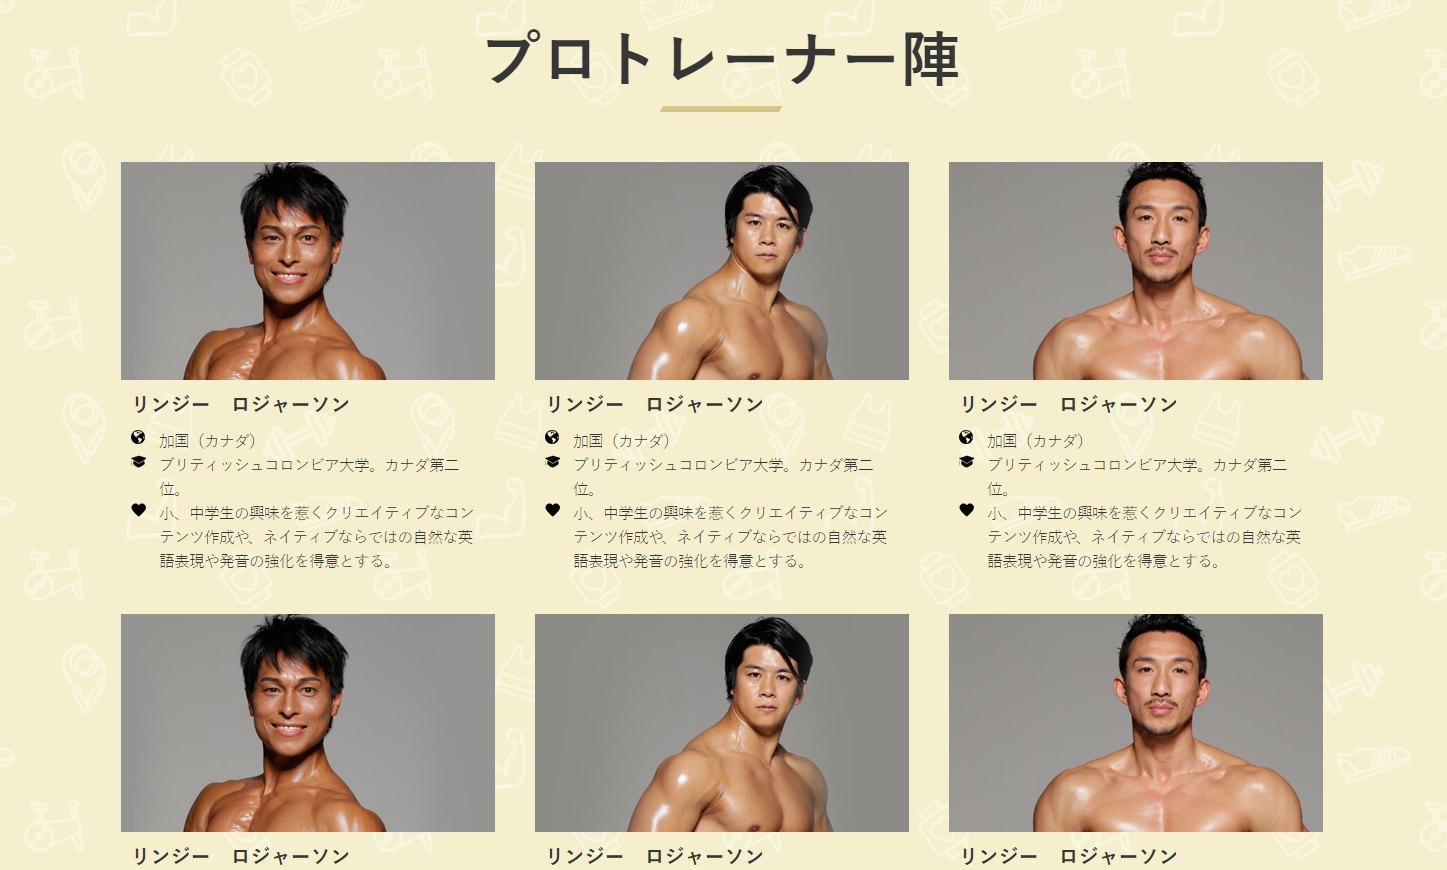 プロトレーナー陣
リンジー　ロジャーソン
加国（カナダ）
ブリティッシュコロンビア大学。カナダ第二
位。
小、中学生の興味を惹くクリエイティブなコン
テンツ作成や、ネイティブならではの自然な英
語表現や発音の強化を得意とする。
リンジー　ロジャーソン
加国（カナダ）
ブリティッシュコロンビア大学。カナダ第二
位。
小、中学生の興味を惹くクリエイティブなコン
テンツ作成や、ネイティブならではの自然な英
語表現や発音の強化を得意とする。
リンジー　ロジャーソン
加国（カナダ）
ブリティッシュコロンビア大学。カナダ第二
位。
小、中学生の興味を惹くクリエイティブなコン
テンツ作成や、ネイティブならではの自然な英
語表現や発音の強化を得意とする。
リンジー　ロジャーソン
リンジー　ロジャーソン
リンジー　ロジャーソン